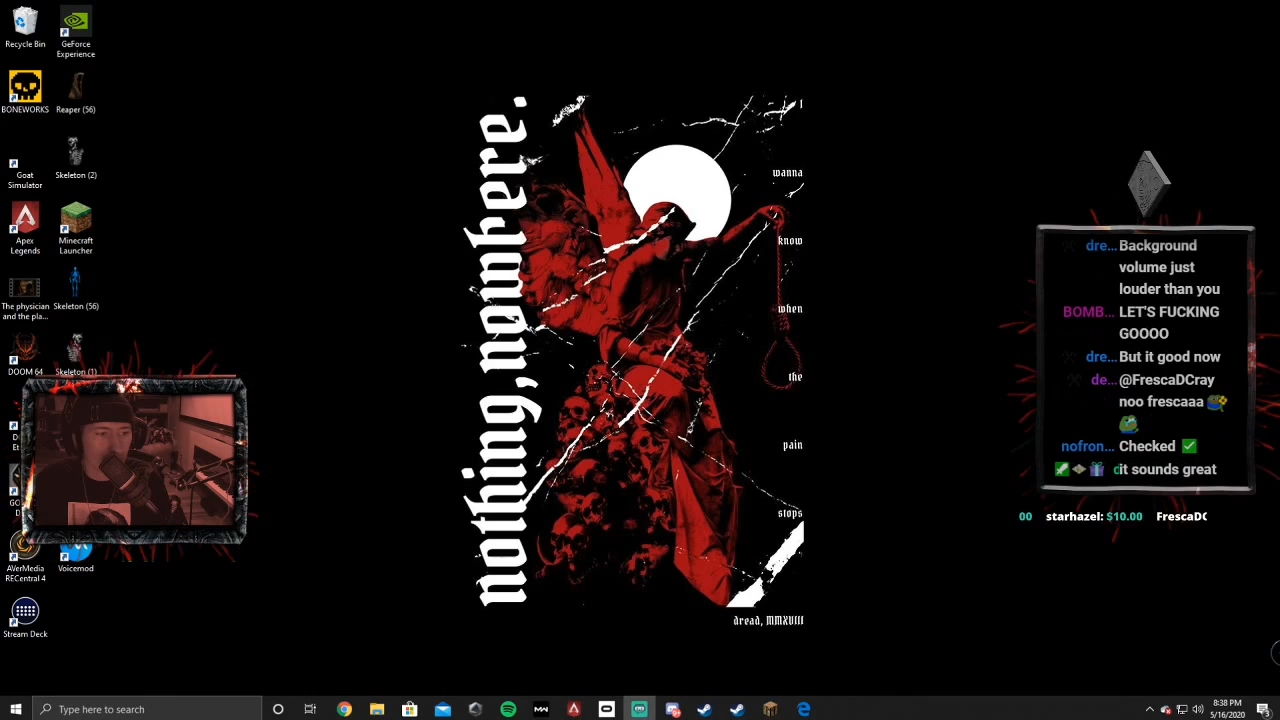 Recycle Bin
GeForce
Experience
BONEWORKS
Reaper (56)
Goat
Simulator
Skeleton (2)
Apex
Legends
Minecraft
Launcher
The physician
and the pla...
Skeleton (56)
DOOM 64
Skeleton (1)
AVerMedia
RECentral 4
Voicemod
Stream Deck
nothing,nowhere.
I
wanna
know
when
the
pain
stops
dread, MMXVIII
dre... Background
volume just
louder than you
BOMB... LET'S FUCKING
GOOOO
dre... But it good now
de... @FrescaDCray
noo frescaaa
nofron... Checked ✅
it sounds great
00 starhazel: $10.00 FrescaDC
Type here to search
8:38 PM
5/16/2020